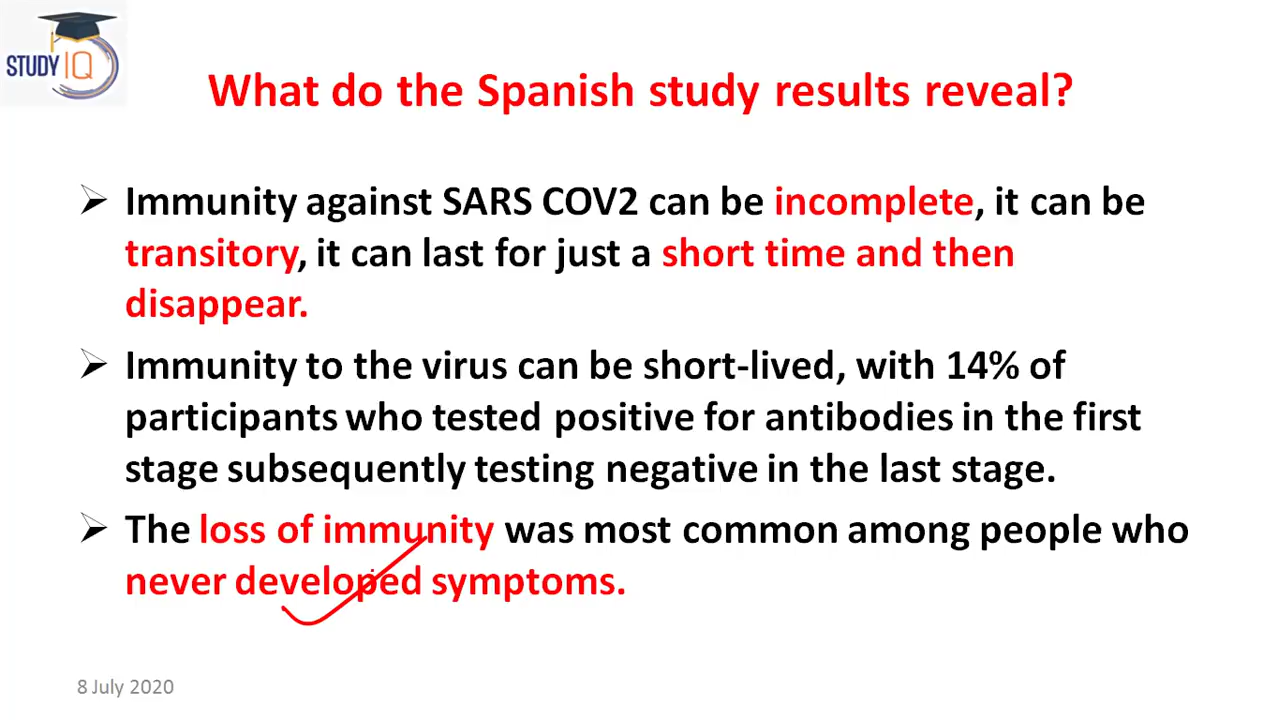 STUDY IQ
What do the Spanish study results reveal?
Immunity against SARS COV2 can be incomplete, it can be
transitory, it can last for just a short time and then
disappear.
Immunity to the virus can be short-lived, with 14% of
participants who tested positive for antibodies in the first
stage subsequently testing negative in the last stage.
The loss of immunity was most common among people who
never developed symptoms.
8 July 2020